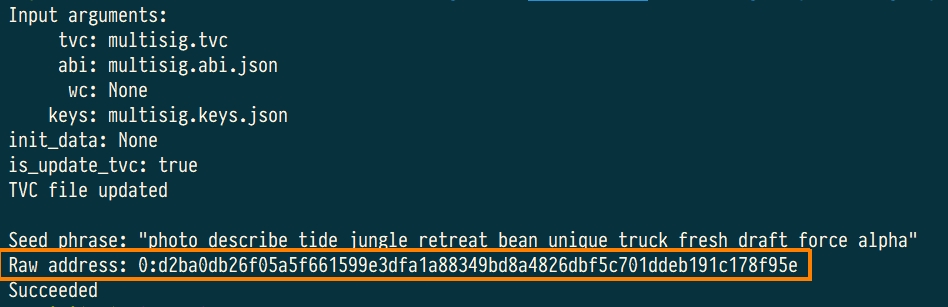 Input arguments:
tvc: multisig.tvc
abi: multisig.abi.json
wc: None
keys: multisig.keys.json
init_data: None
is_update_tvc: true
TVC file updated
Seed phrase: "photo describe tide jungle retreat bean unique truck fresh draft force alpha"
Raw address: 0:d2ba0db26f05a5f661599e3dfa1a88349bd8a4826dbf5c701ddeb191c178f95e
Succeeded